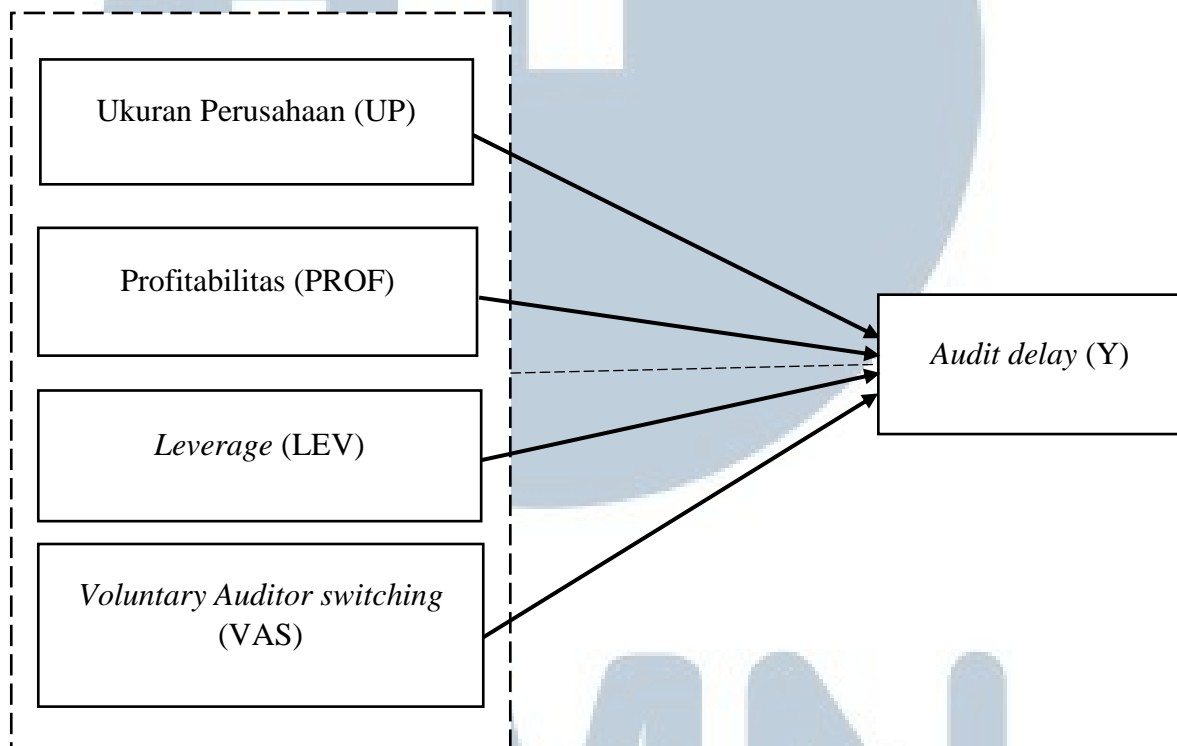 Ukuran Perusahaan (UP)
Profitabilitas (PROF)
Leverage (LEV)
Voluntary Auditor switching
(VAS)
Audit delay (Y)